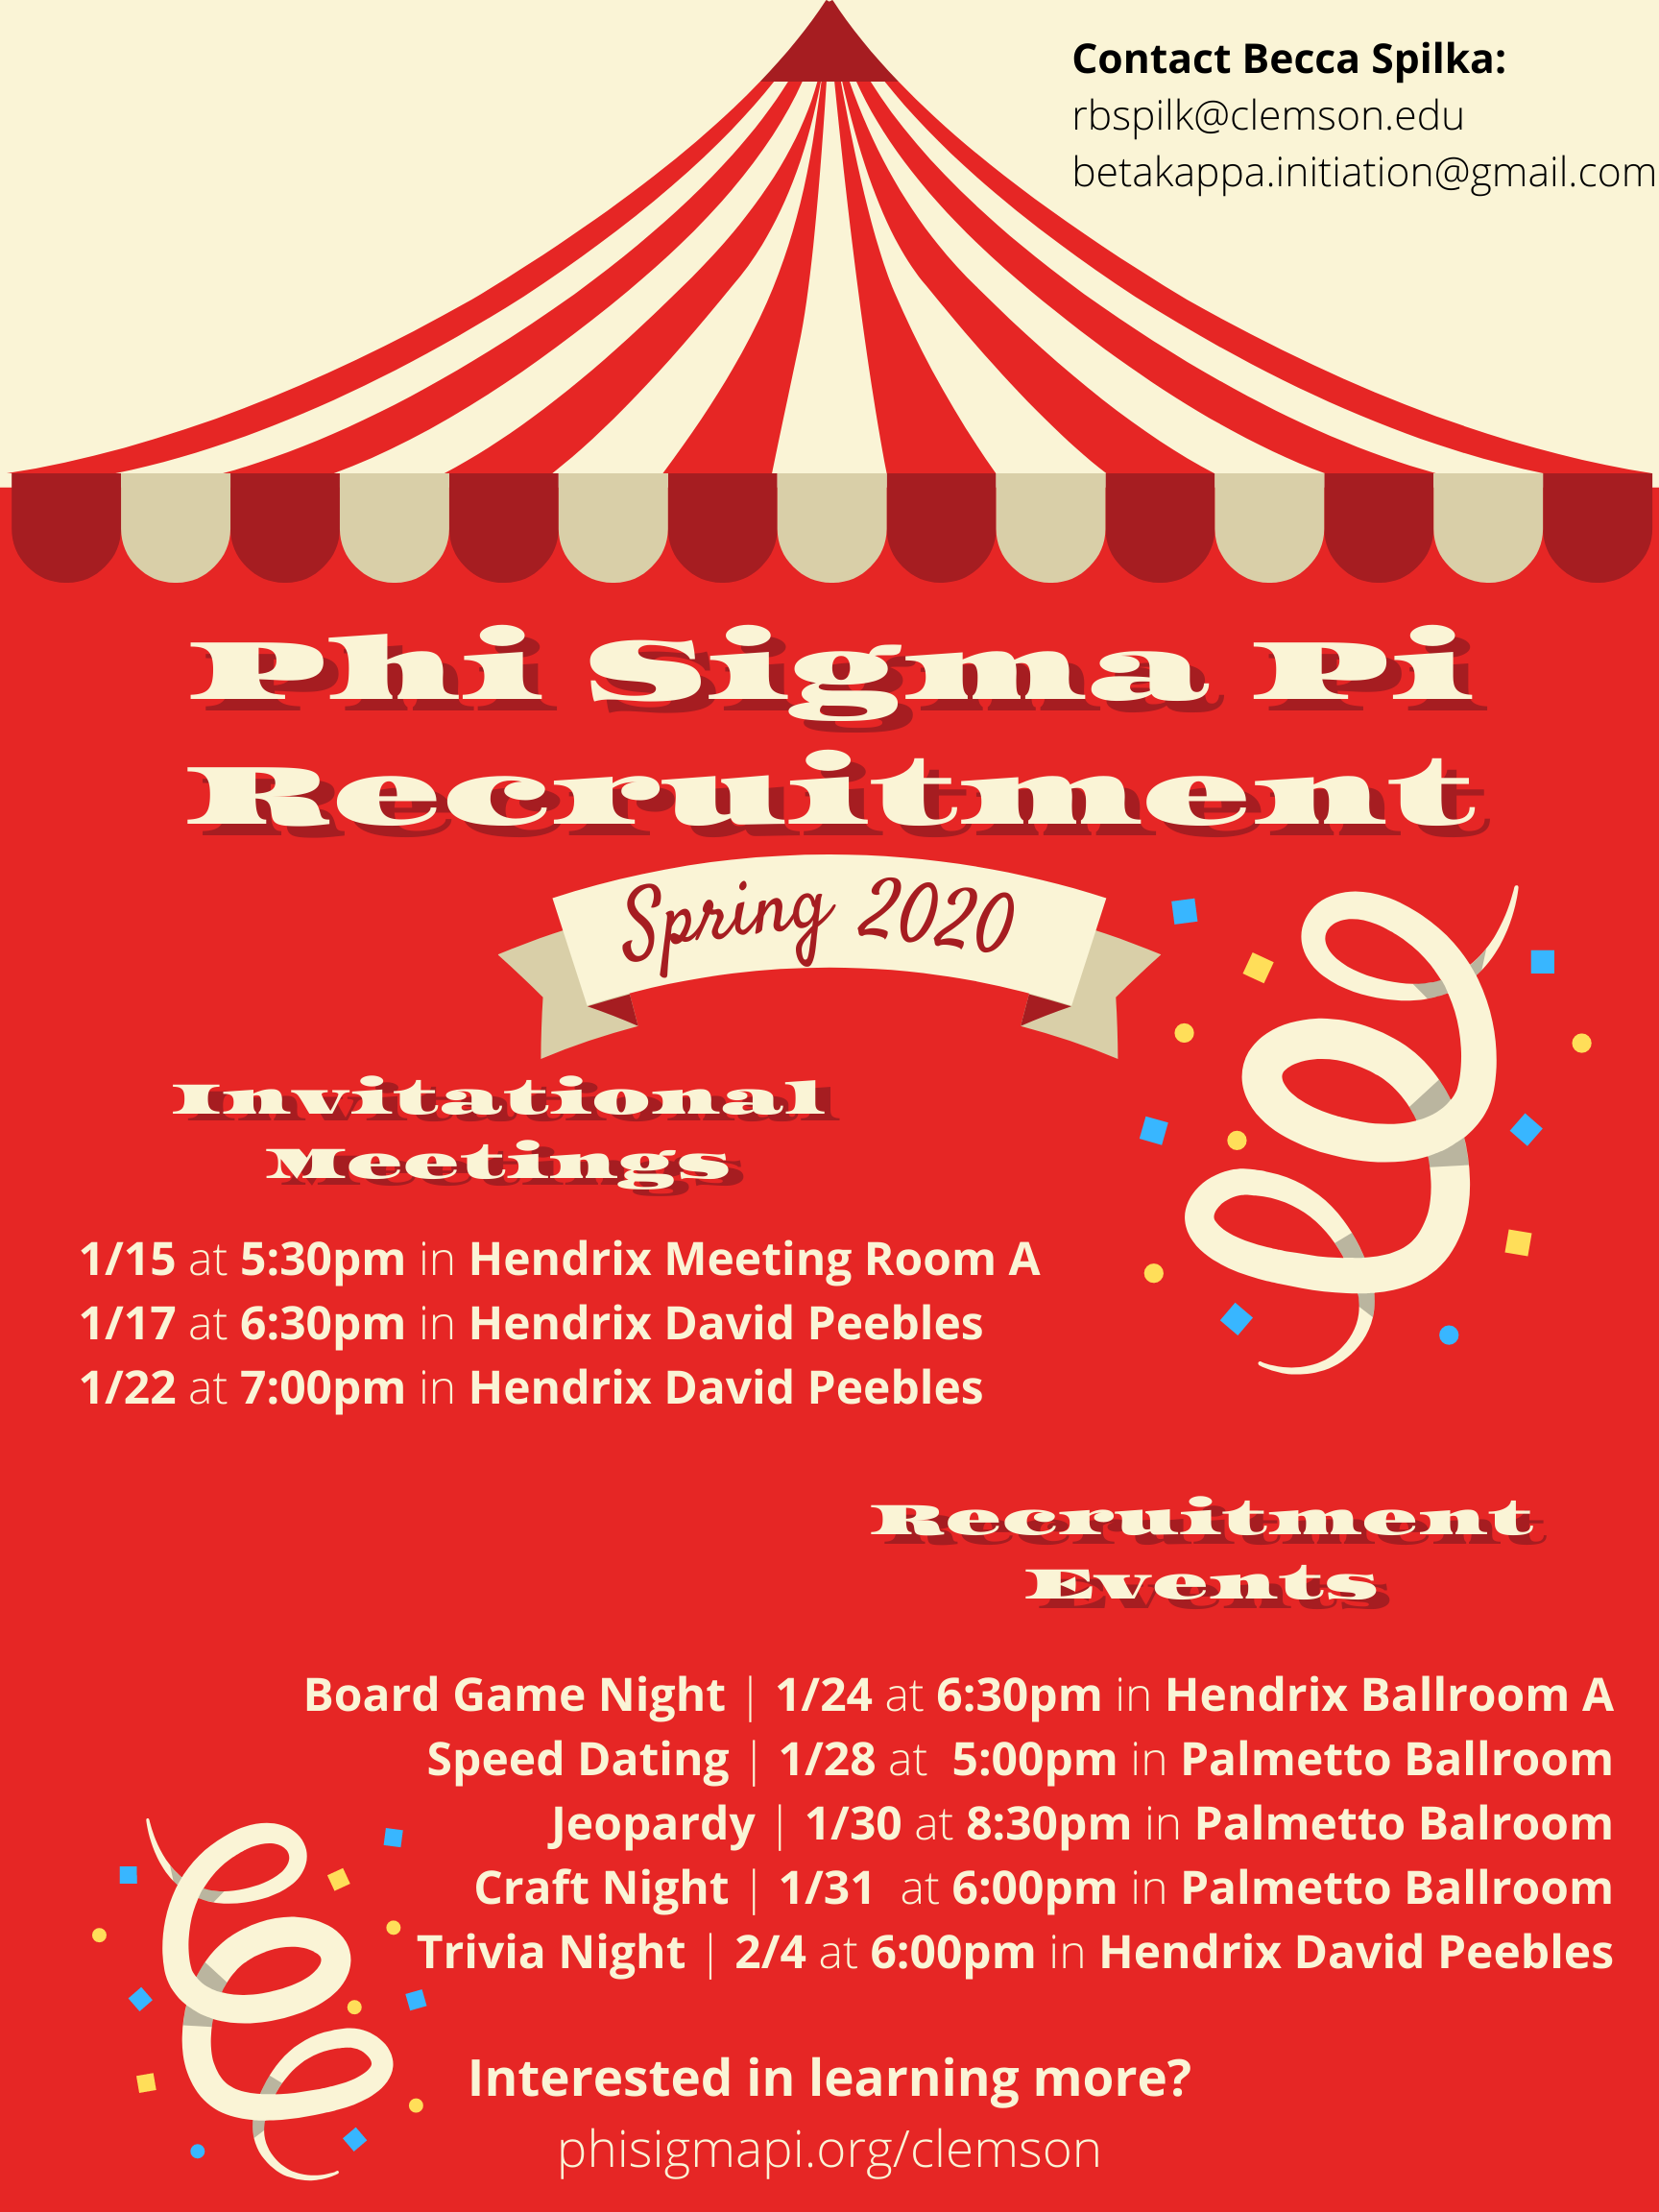 Contact Becca Spilka:
rbspilk@clemson.edu
betakappa.initiation@gmail.com
Phi Sigma Pi
Recruitment
Spring 2020
Invitational
Meetings
1/15 at 5:30pm in Hendrix Meeting Room A
1/17 at 6:30pm in Hendrix David Peebles
1/22 at 7:00pm in Hendrix David Peebles
Recruitment
Events
Board Game Night | 1/24 at 6:30pm in Hendrix Ballroom A
Speed Dating | 1/28 at  5:00pm in Palmetto Ballroom
Jeopardy | 1/30 at 8:30pm in Palmetto Balroom
Craft Night | 1/31  at 6:00pm in Palmetto Ballroom
Trivia Night | 2/4 at 6:00pm in Hendrix David Peebles
Interested in learning more?
phisigmapi.org/clemson